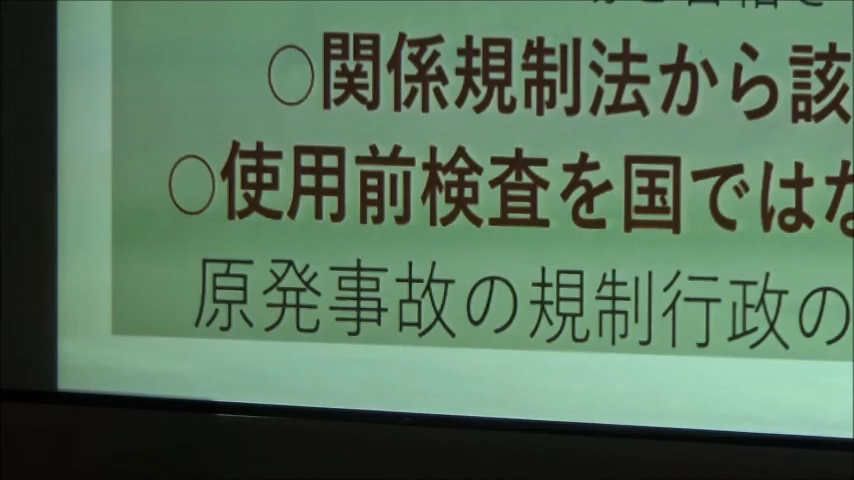 ○関係規制法から該
○使用前検査を国では
原発事故の規制行政の